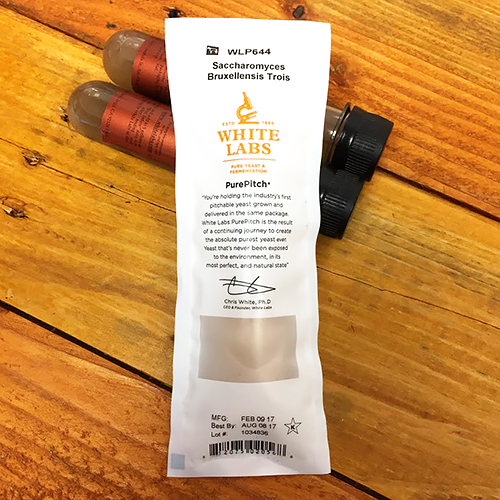 WLP644
Saccharomyces
Bruxellensis Trois
ESTD 1995
WHITE
LABS
PURE YEAST &
FERMENTATION
PurePitch®
"You're holding the industry's first
pitchable yeast grown and
delivered in the same package.
White Labs PurePitch is the result
of a continuing journey to create
the absolute purest yeast ever.
Yeast that's never been exposed
to the environment, in its
most perfect, and natural state"
Chris White, Ph.D
CEO & Founder, White Labs
MFG: FEB 09 17
Best By: AUG 08 17
Lot #: 1034836
K